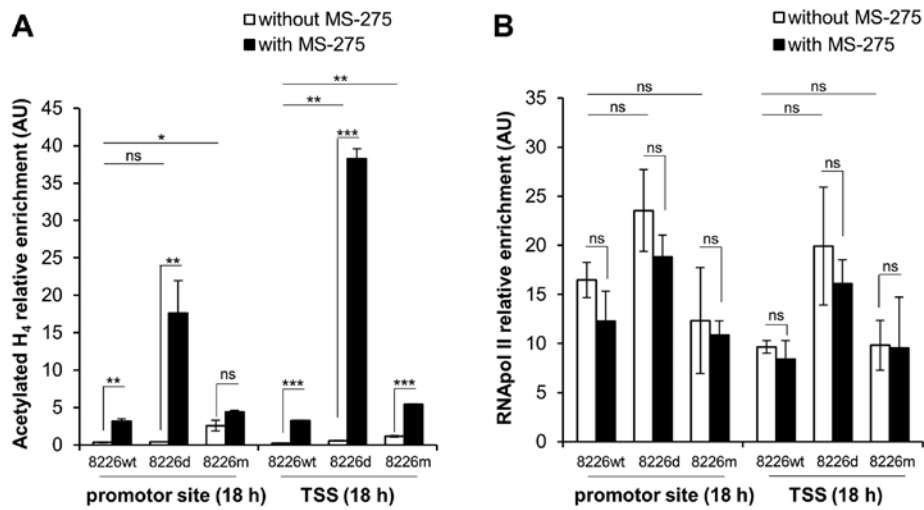 A
without MS-275
with MS-275
Acetylated H4 relative enrichment (AU)
45
40
35
30
25
20
15
10
5
0
**
**
***
*
ns
**
**
ns
***
***
8226wt 8226d 8226m 8226wt 8226d 8226m
promotor site (18 h) TSS (18 h)
B
without MS-275
with MS-275
RNApol II relative enrichment (AU)
35
30
25
20
15
10
5
0
ns
ns
ns
ns
ns
ns
ns
ns
ns
ns
8226wt 8226d 8226m 8226wt 8226d 8226m
promotor site (18 h) TSS (18 h)